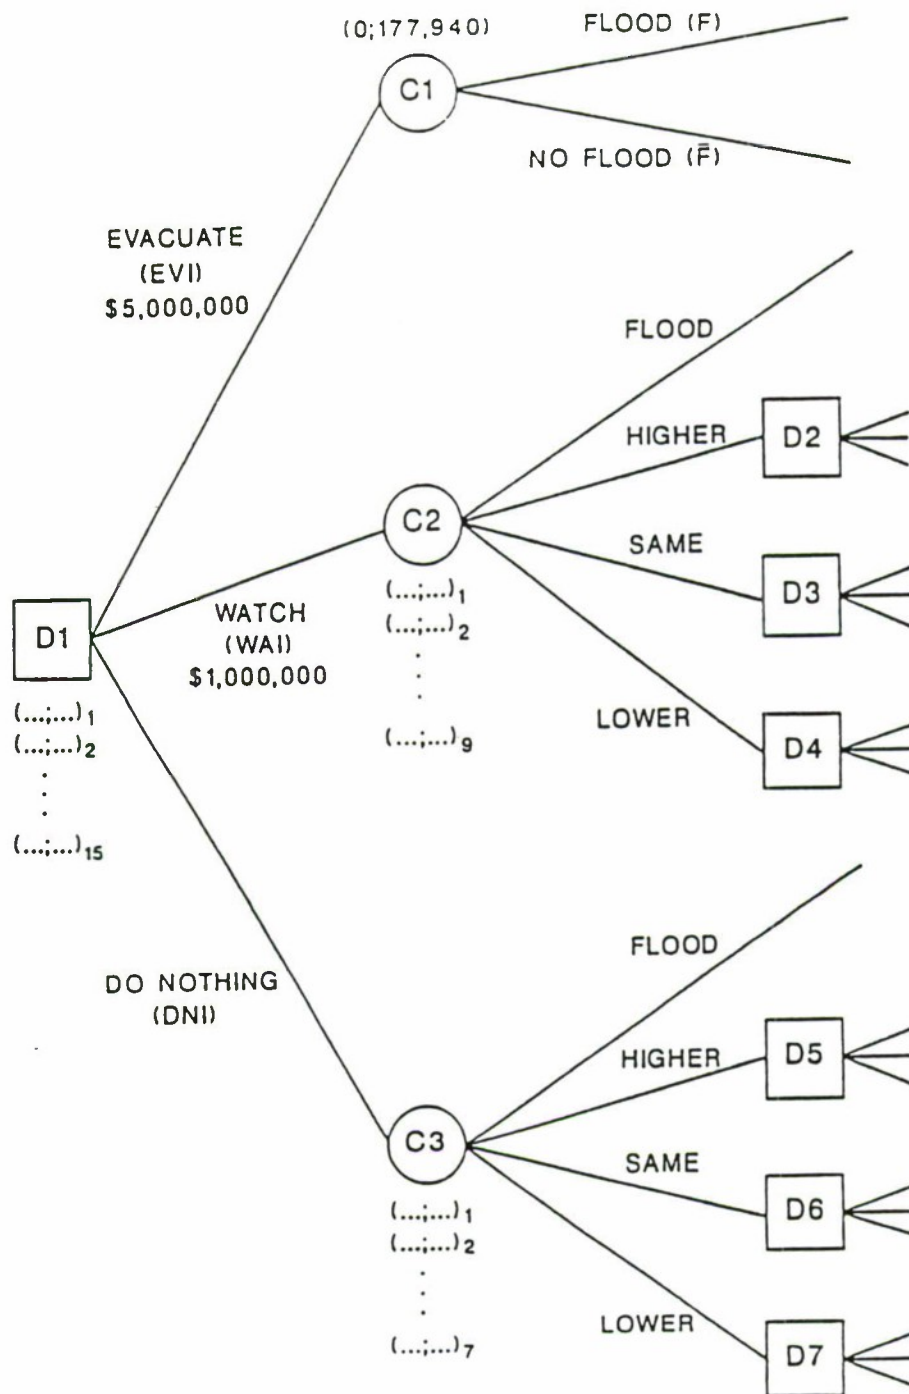 (0;177,940)
FLOOD (F)
C1
NO FLOOD (F̄)
EVACUATE
(EVI)
$5,000,000
FLOOD
HIGHER
D2
C2
SAME
D3
(...;...)1
(...;...)2
.
.
.
(...;...)9
LOWER
D4
D1
WATCH
(WAI)
$1,000,000
(...;...)1
(...;...)2
.
.
.
(...;...)15
DO NOTHING
(DNI)
FLOOD
HIGHER
D5
C3
SAME
D6
(...;...)1
(...;...)2
.
.
.
(...;...)7
LOWER
D7